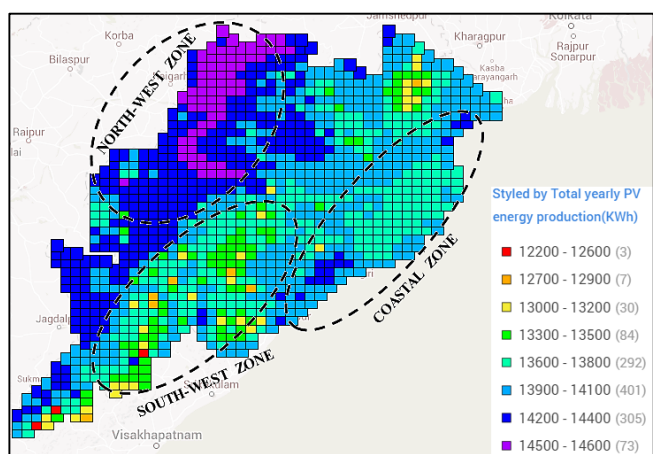 Jamshedpur
Kolkata
Korba
Kharagpur
Rajpur
Sonarpur
Bilaspur
Kasba
Narayangarh
NORTH-WEST ZONE
Raipur
Styled by Total yearly PV
energy production(KWh)
12200 - 12600 (3)
12700 - 12900 (7)
13000 - 13200 (30)
13300 - 13500 (84)
13600 - 13800 (292)
13900 - 14100 (401)
14200 - 14400 (305)
14500 - 14600 (73)
COASTAL ZONE
Jagdalp
Sukm
SOUTH-WEST ZONE
Visakhapatnam